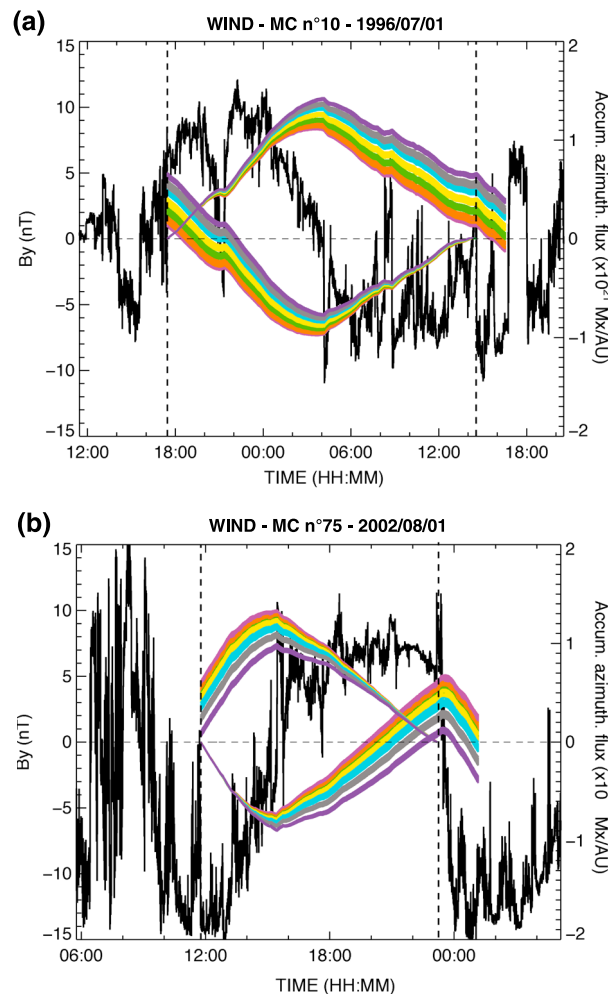 (a)
WIND - MC n°10 - 1996/07/01
15
10
5
0
−5
−10
−15
By (nT)
2
1
0
−1
−2
Accum. azimuth. flux (x10²¹ Mx/AU)
12:00 18:00 00:00 06:00 12:00 18:00
TIME (HH:MM)
(b)
WIND - MC n°75 - 2002/08/01
15
10
5
0
−5
−10
−15
By (nT)
2
1
0
−1
−2
Accum. azimuth. flux (x10 Mx/AU)
06:00 12:00 18:00 00:00
TIME (HH:MM)